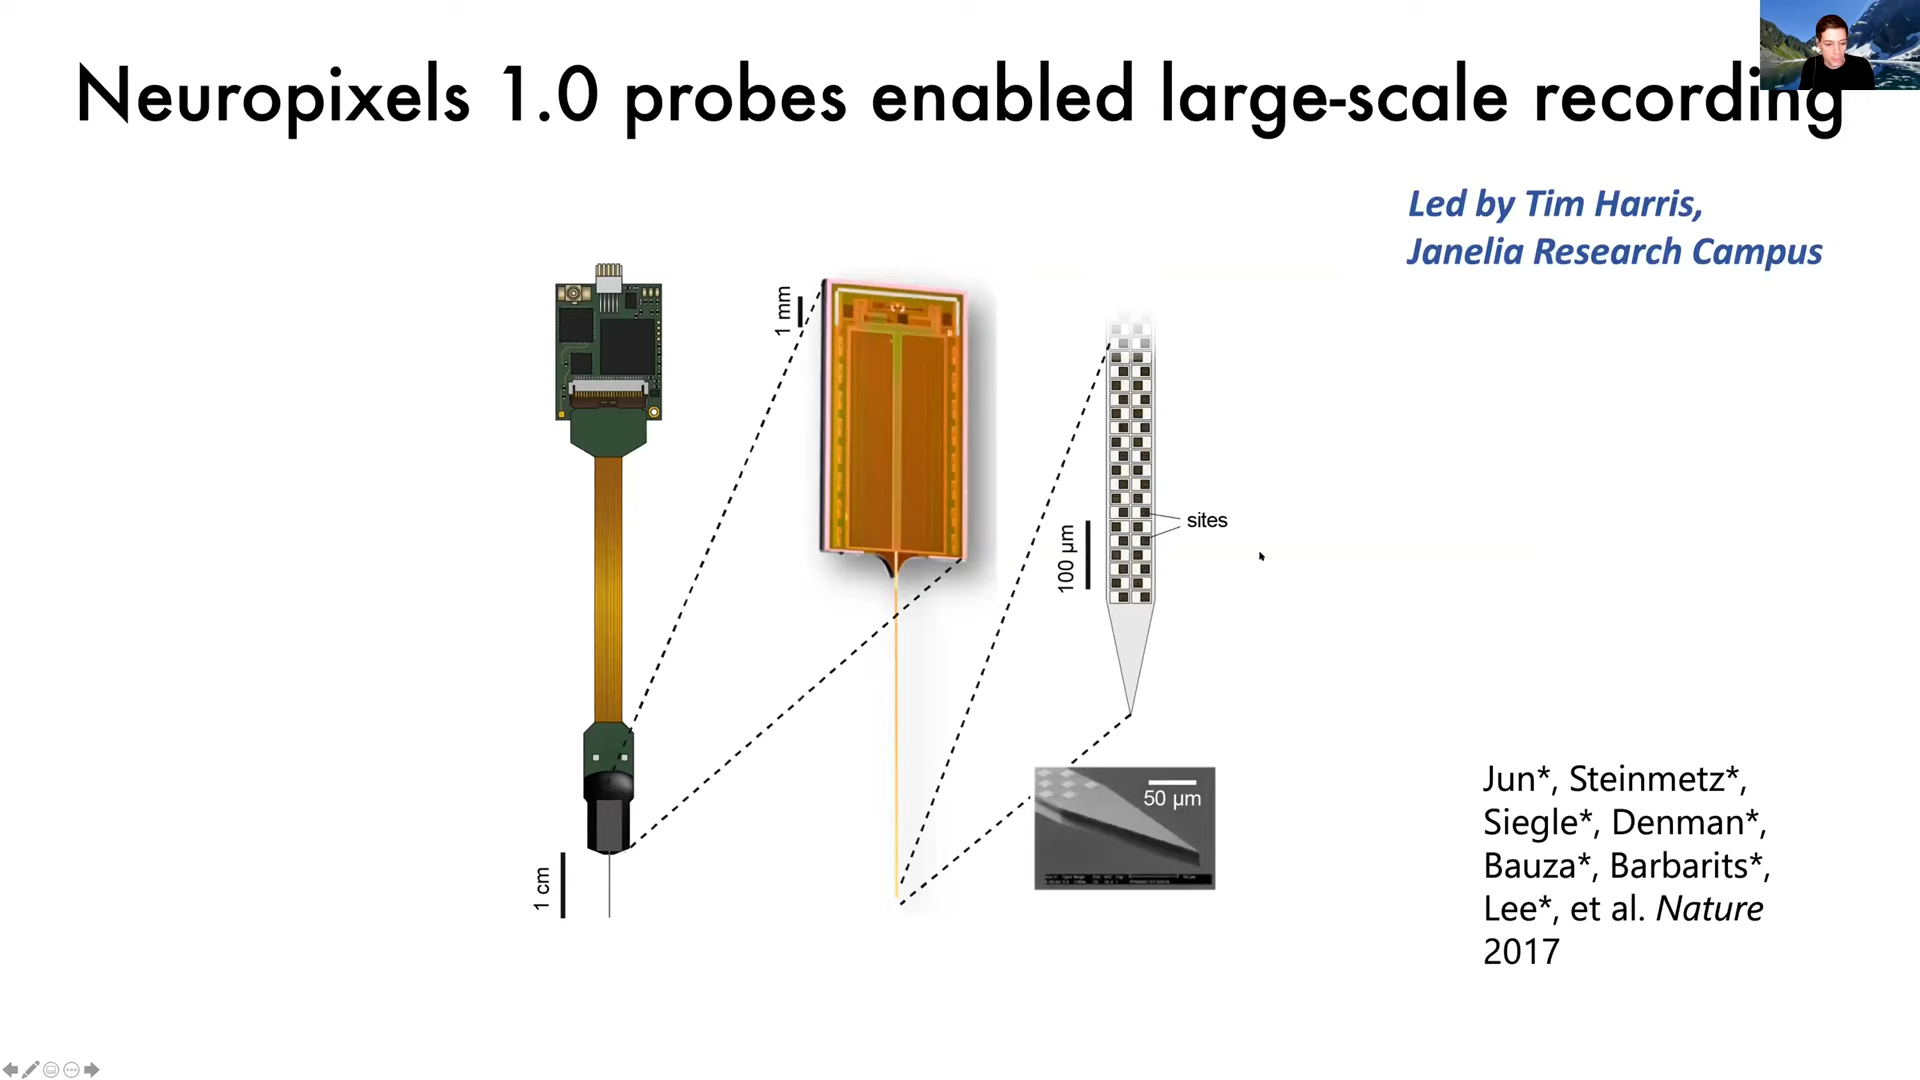 Neuropixels 1.0 probes enabled large-scale recording
Led by Tim Harris,
Janelia Research Campus
1 mm
sites
100 µm
50 µm
1 cm
Jun*, Steinmetz*,
Siegle*, Denman*,
Bauza*, Barbarits*,
Lee*, et al. Nature
2017